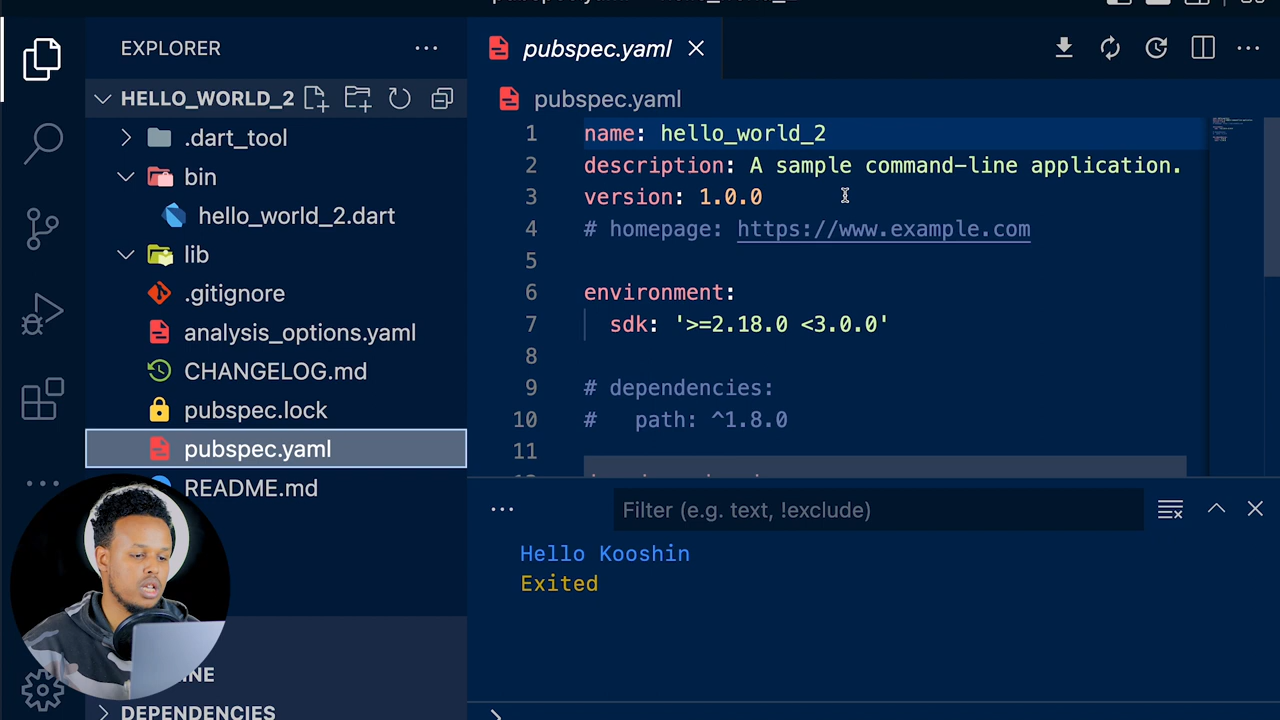 EXPLORER
HELLO_WORLD_2
.dart_tool
bin
hello_world_2.dart
lib
.gitignore
analysis_options.yaml
CHANGELOG.md
pubspec.lock
pubspec.yaml
README.md
DEPENDENCIES
pubspec.yaml
pubspec.yaml
1 name: hello_world_2
2 description: A sample command-line application.
3 version: 1.0.0
4 # homepage: https://www.example.com
5
6 environment:
7 sdk: '>=2.18.0 <3.0.0'
8
9 # dependencies:
10 # path: ^1.8.0
11
Filter (e.g. text, !exclude)
Hello Kooshin
Exited